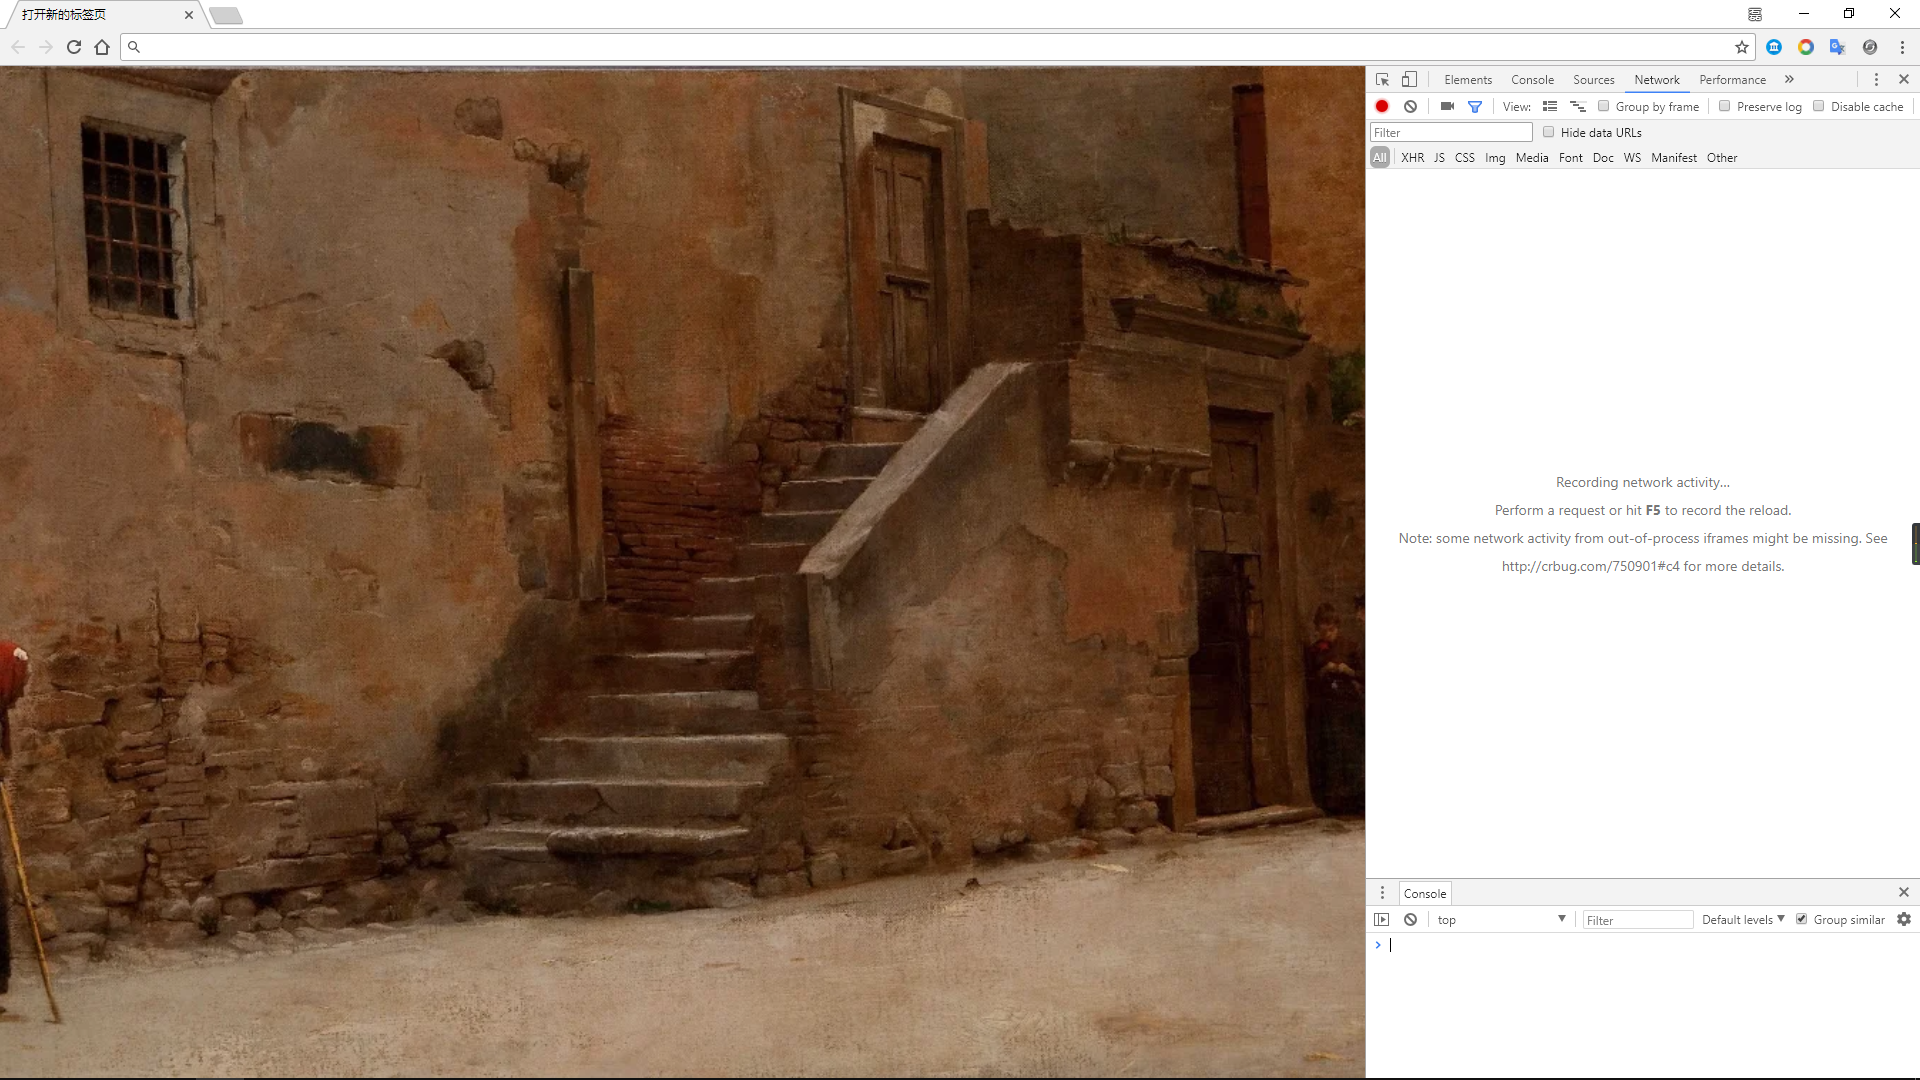 打开新的标签页
Elements Console Sources Network Performance
View: Group by frame Preserve log Disable cache
Filter Hide data URLs
All XHR JS CSS Img Media Font Doc WS Manifest Other
Recording network activity...
Perform a request or hit F5 to record the reload.
Note: some network activity from out-of-process iframes might be missing. See
http://crbug.com/750901#c4 for more details.
Console
top Filter Default levels Group similar